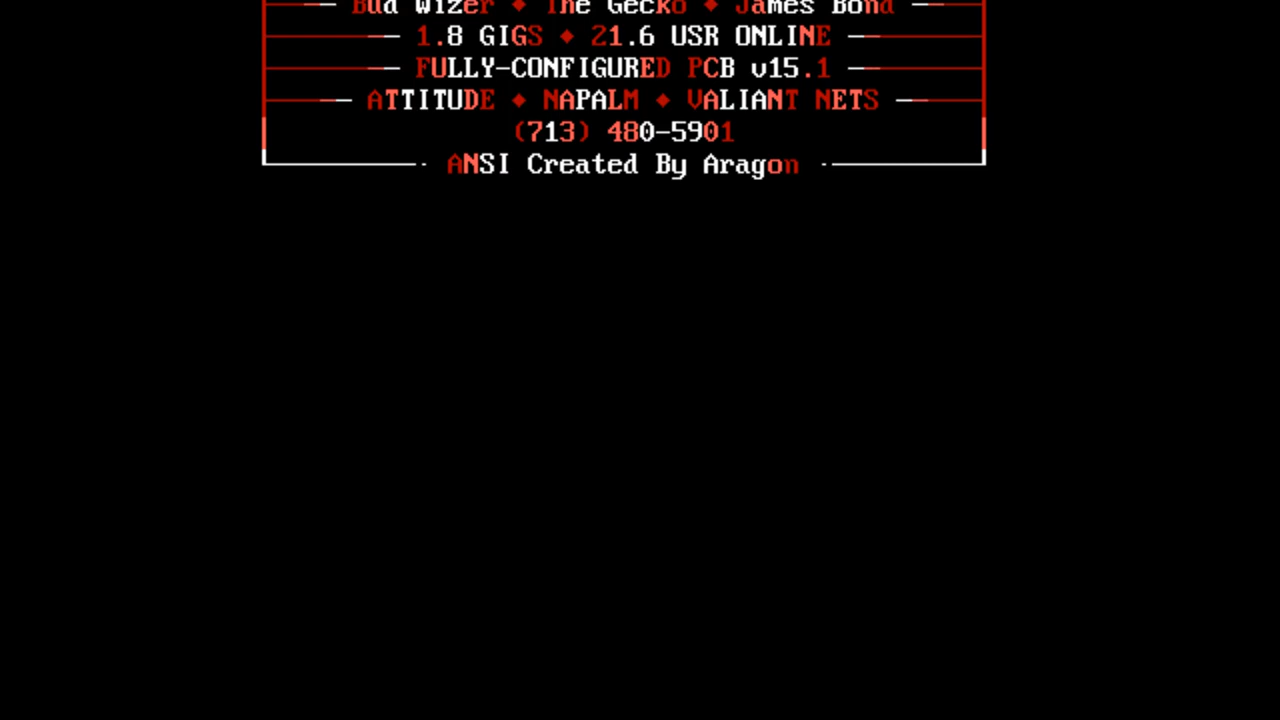 Bud Wizer ♦ The Gecko ♦ James Bond
1.8 GIGS ♦ 21.6 USR ONLINE
FULLY-CONFIGURED PCB v15.1
ATTITUDE ♦ NAPALM ♦ VALIANT NETS
(713) 480-5901
ANSI Created By Aragon